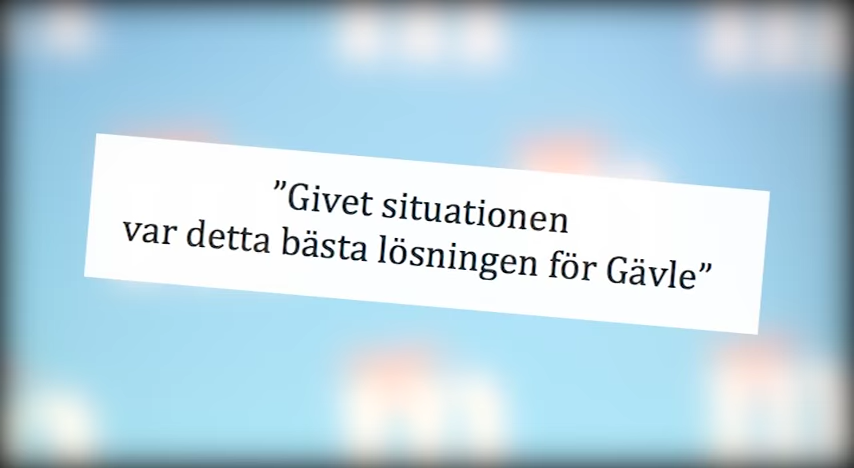 ”Givet situationen
var detta bästa lösningen för Gävle”